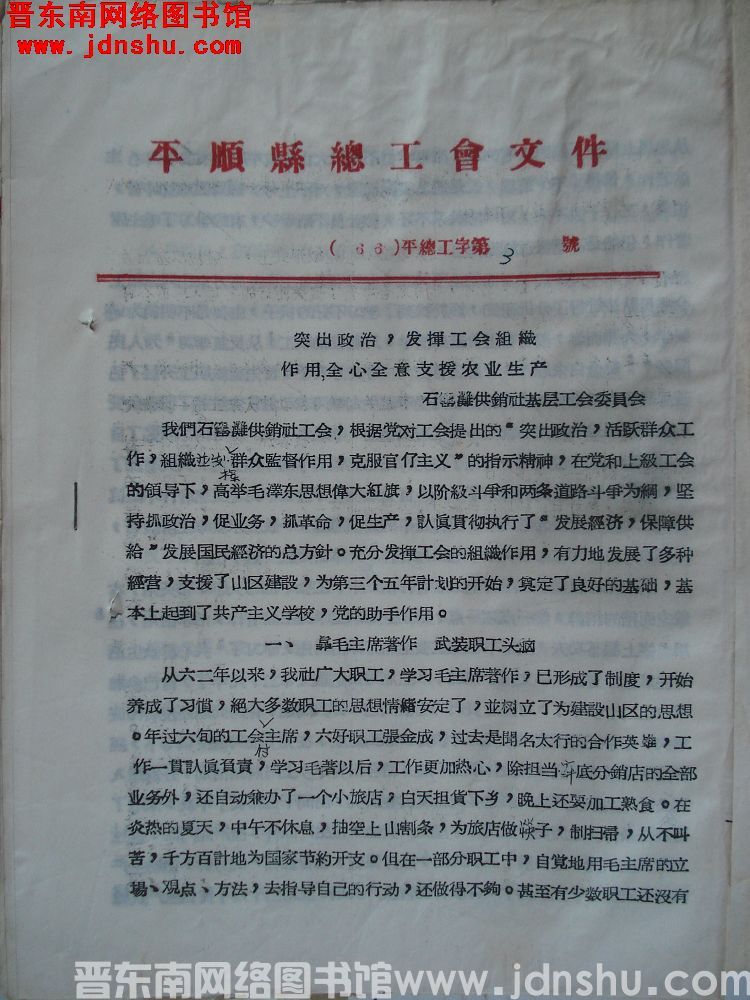 晋东南网络图书馆
www.jdnshu.com
平順縣總工會文件
(66)平總工字第3號
突出政治，发揮工会組織
作用,全心全意支援农业生产
石窰灘供銷社基层工会委員会
我們石窰灘供銷社工会，根据党对工会提出的“突出政治，活跃群众工
作，組織 发揮群众監督作用，克服官仃主义”的指示精神，在党和上級工会
的領导下，高举毛澤东思想偉大紅旗，以阶級斗爭和两条道路斗爭为綱，坚
持抓政治，促业务，抓革命，促生产，認眞貫彻执行了“发展經济，保障供
給”发展国民經济的总方針。充分发揮工会的組織作用，有力地发展了多种
經营，支援了山区建設，为第三个五年計划的开始，奠定了良好的基础，基
本上起到了共产主义学校，党的助手作用。
一、 毛主席著作 武装职工头脑
从六二年以来，我社广大职工，学习毛主席著作，已形成了制度，开始
养成了习慣，絕大多数职工的思想情緒安定了，並树立了为建設山区的思想
。年过六旬的工会付主席，六好职工張金成，过去是聞名太行的合作英雄，工
作一貫認眞負責，学习毛著以后，工作更加热心，除担当 底分銷店的全部
业务外，还自动兼办了一个小旅店，白天担貨下乡，晚上还要加工熟食。在
炎热的夏天，中午不休息，抽空上山割条，为旅店做 子，制扫帚，从不叫
苦，千方百計地为国家节約开支。但在一部分职工中，自覚地用毛主席的立
場、观点、方法，去指导自己的行动，还做得不夠。甚至有少数职工还沒有
晋东南网络图书馆www.jdnshu.com